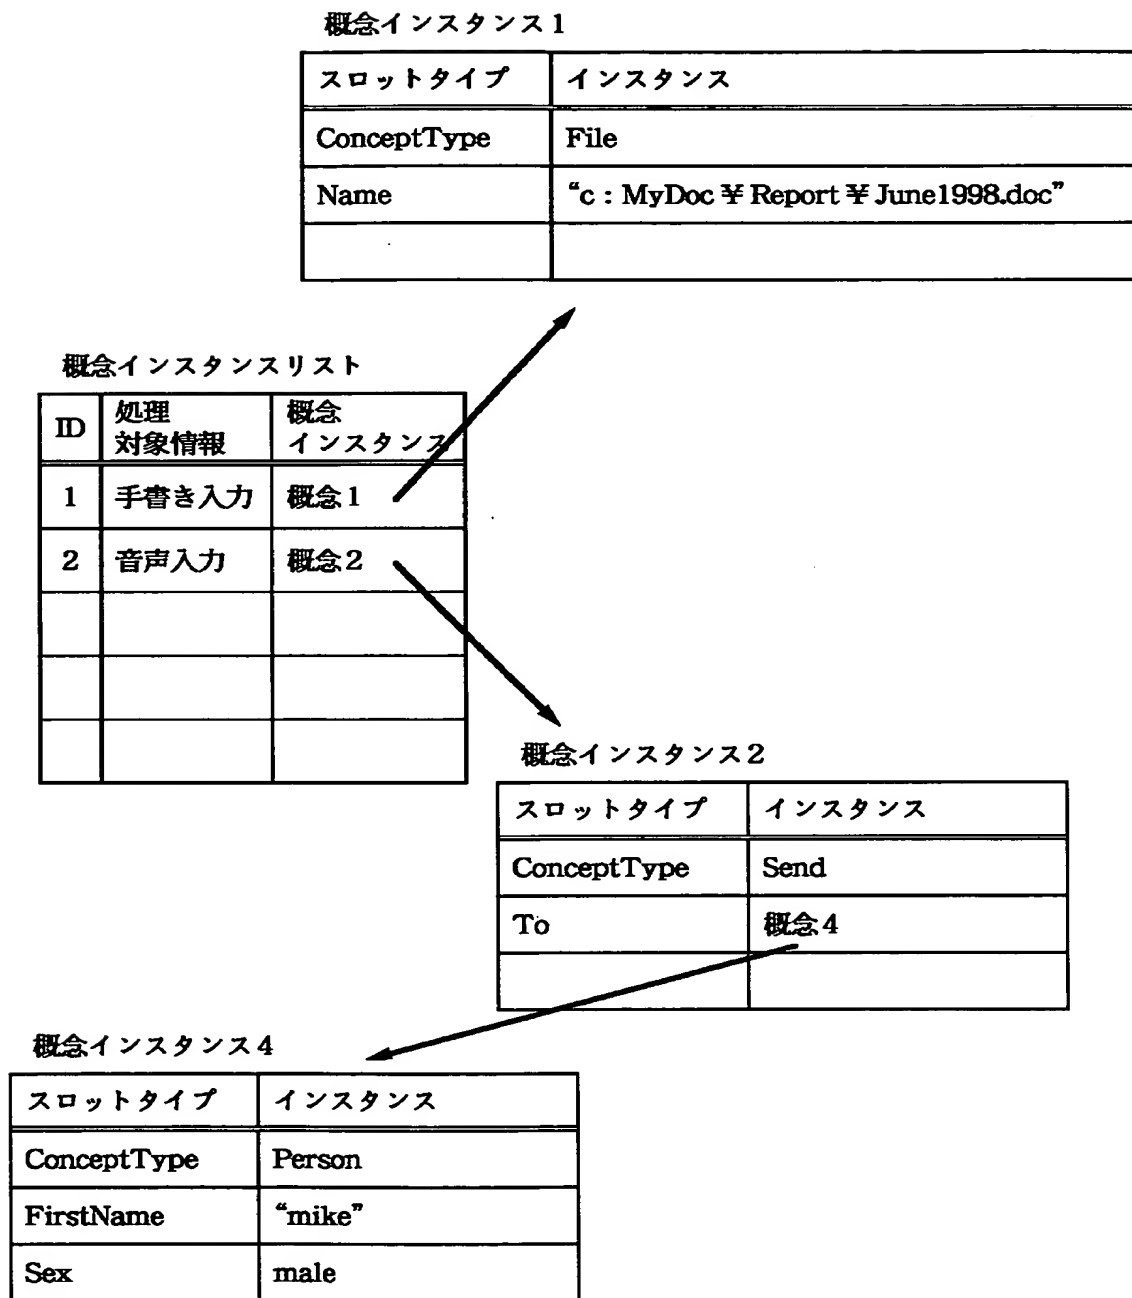 概念インスタンス1
スロットタイプ インスタンス
ConceptType File
Name “c : MyDoc ¥ Report ¥ June1998.doc”
概念インスタンスリスト
ID 処理 対象情報 概念 インスタンス
1 手書き入力 概念1
2 音声入力 概念2
概念インスタンス2
スロットタイプ インスタンス
ConceptType Send
To 概念4
概念インスタンス4
スロットタイプ インスタンス
ConceptType Person
FirstName “mike”
Sex male